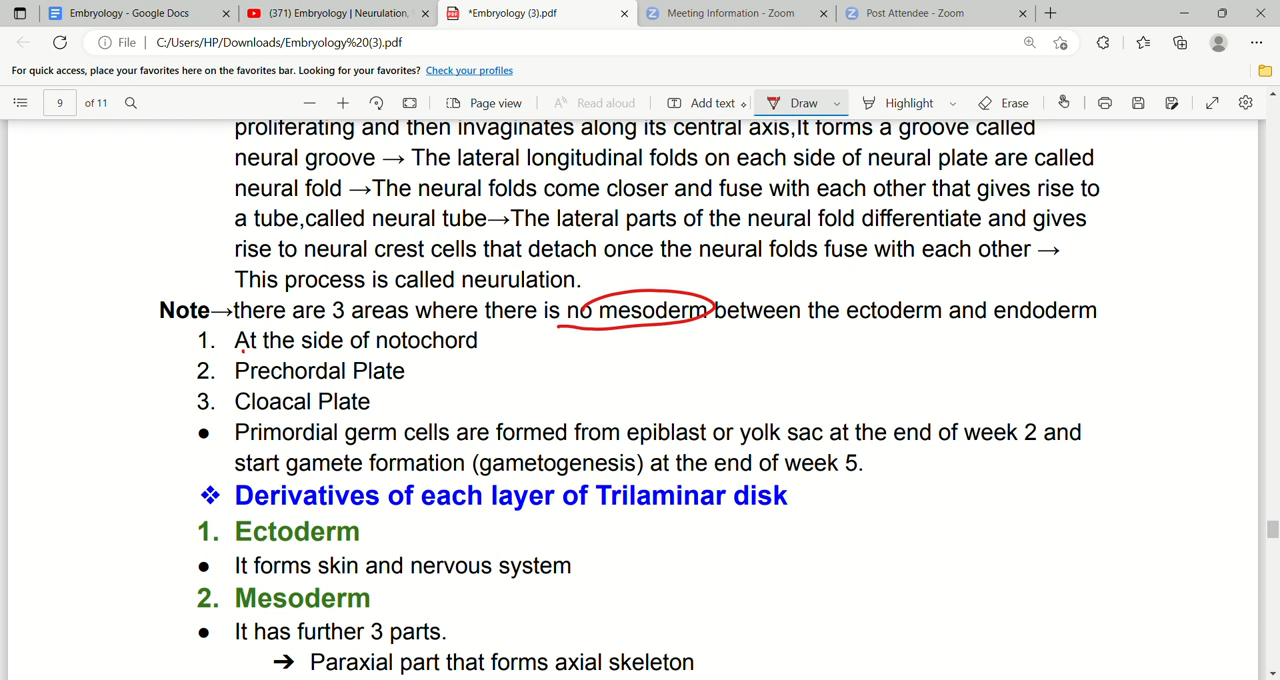 Embryology - Google Docs
(371) Embryology | Neurulation,
*Embryology (3).pdf
Meeting Information - Zoom
Post Attendee - Zoom
File
C:/Users/HP/Downloads/Embryology%20(3).pdf
For quick access, place your favorites here on the favorites bar. Looking for your favorites? Check your profiles
9 of 11
Page view
Read aloud
Add text
Draw
Highlight
Erase
proliferating and then invaginates along its central axis,It forms a groove called
neural groove → The lateral longitudinal folds on each side of neural plate are called
neural fold →The neural folds come closer and fuse with each other that gives rise to
a tube,called neural tube→The lateral parts of the neural fold differentiate and gives
rise to neural crest cells that detach once the neural folds fuse with each other →
This process is called neurulation.
Note→there are 3 areas where there is no mesoderm between the ectoderm and endoderm
1. At the side of notochord
2. Prechordal Plate
3. Cloacal Plate
● Primordial germ cells are formed from epiblast or yolk sac at the end of week 2 and
start gamete formation (gametogenesis) at the end of week 5.
❖ Derivatives of each layer of Trilaminar disk
1. Ectoderm
● It forms skin and nervous system
2. Mesoderm
● It has further 3 parts.
➔ Paraxial part that forms axial skeleton